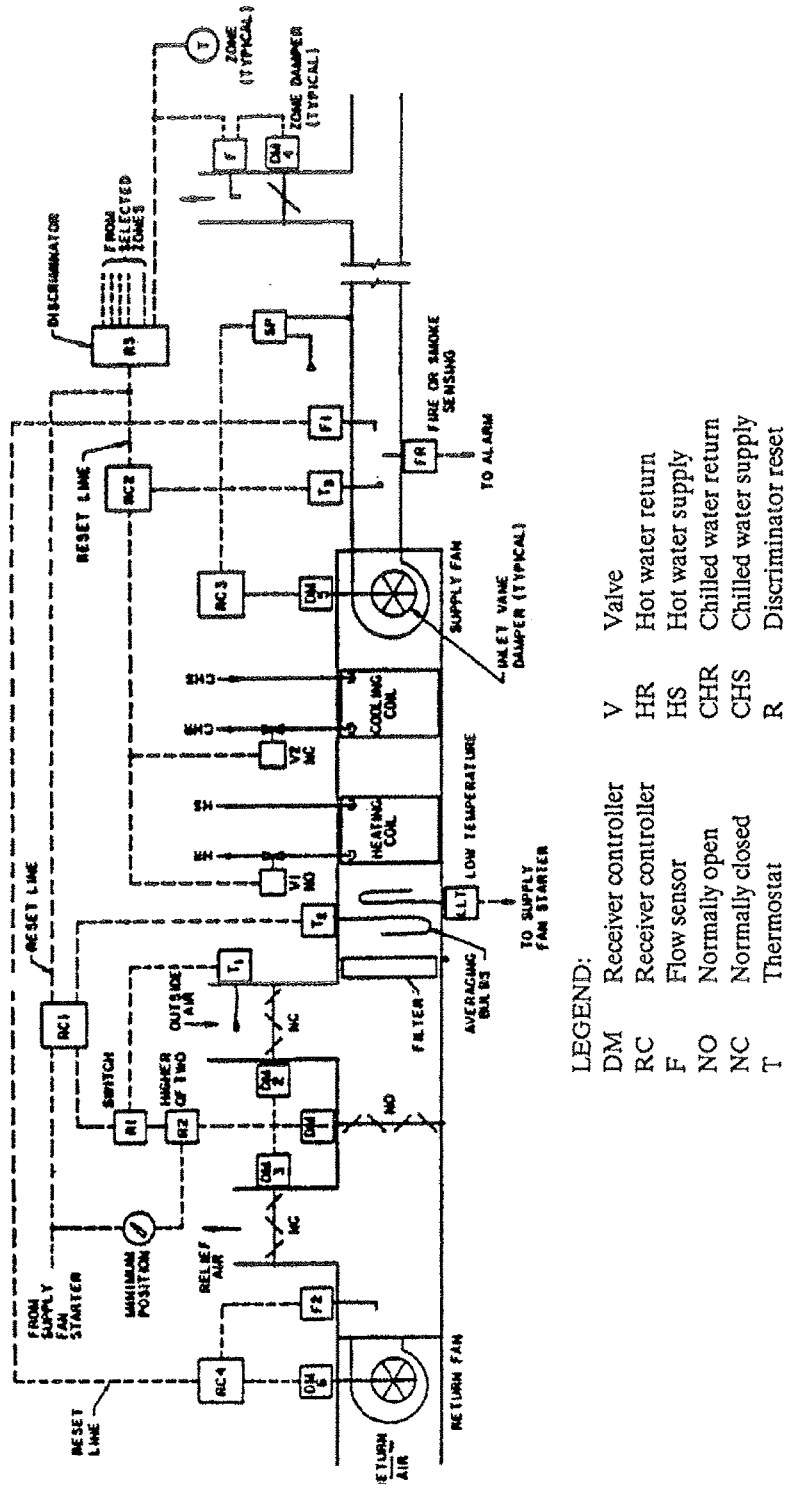 RESET LINE
FROM SUPPLY FAN STARTER
MINIMUM POSITION
RC4
DM 6
F2
RETURN AIR
RETURN FAN
RELIEF AIR
NC
DM 3
R1
SWITCH
R2
HIGHER OF TWO
DM 2
NO
OUTSIDE AIR
NC
RC1
RESET LINE
T1
T2
FILTER
AVERAGING BULBS
LOW TEMPERATURE
TO SUPPLY FAN STARTER
V1
NO
HR
HS
HEATING COIL
V2
NC
CHR
CHS
COOLING COIL
RC3
DM 5
SUPPLY FAN
INLET VANE DAMPER (TYPICAL)
RC2
RESET LINE
T3
F1
FR
FIRE OR SMOKE SENSING
TO ALARM
SP
DISCRIMINATOR
R3
FROM SELECTED ZONES
F
DM 4
ZONE DAMPER (TYPICAL)
T
ZONE (TYPICAL)
LEGEND:
DM Receiver controller V Valve
RC Receiver controller HR Hot water return
F Flow sensor HS Hot water supply
NO Normally open CHR Chilled water return
NC Normally closed CHS Chilled water supply
T Thermostat R Discriminator reset